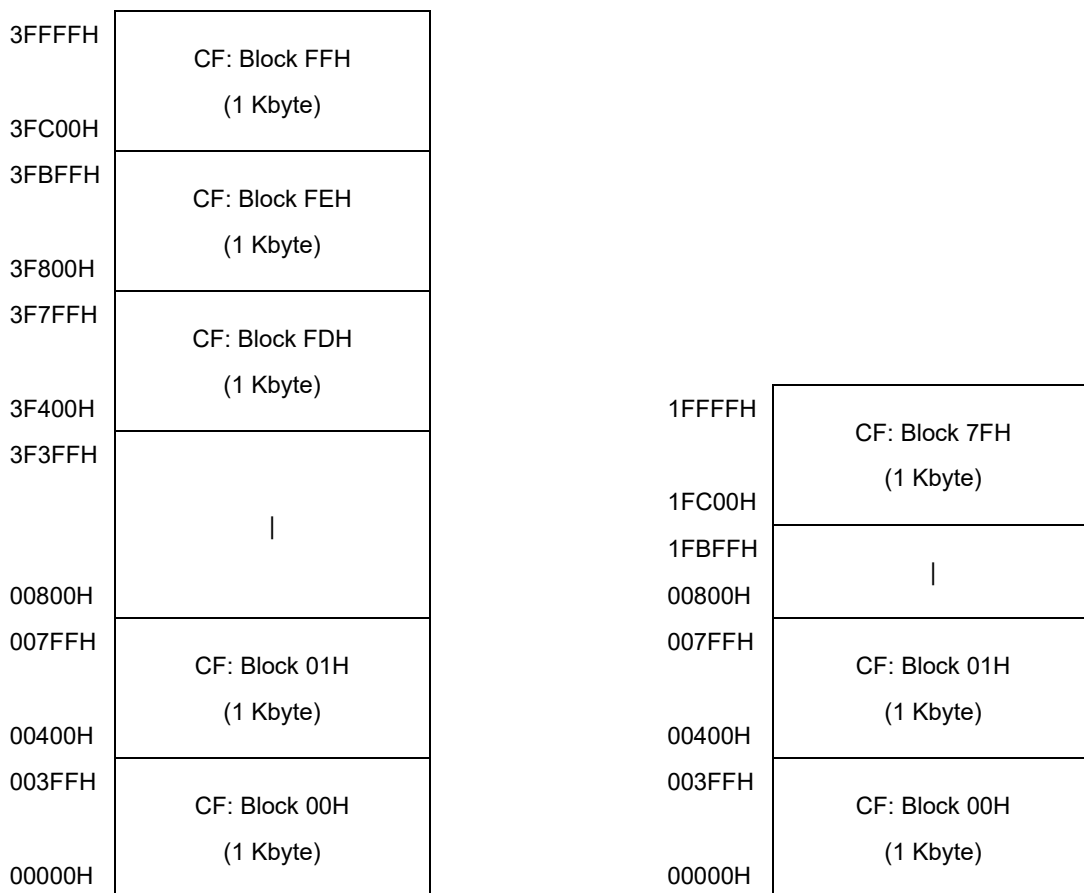 3FFFFH
CF: Block FFH
(1 Kbyte)
3FC00H
3FBFFH
CF: Block FEH
(1 Kbyte)
3F800H
3F7FFH
CF: Block FDH
(1 Kbyte)
3F400H
3F3FFH
|
00800H
007FFH
CF: Block 01H
(1 Kbyte)
00400H
003FFH
CF: Block 00H
(1 Kbyte)
00000H
1FFFFH
CF: Block 7FH
(1 Kbyte)
1FC00H
1FBFFH
|
00800H
007FFH
CF: Block 01H
(1 Kbyte)
00400H
003FFH
CF: Block 00H
(1 Kbyte)
00000H